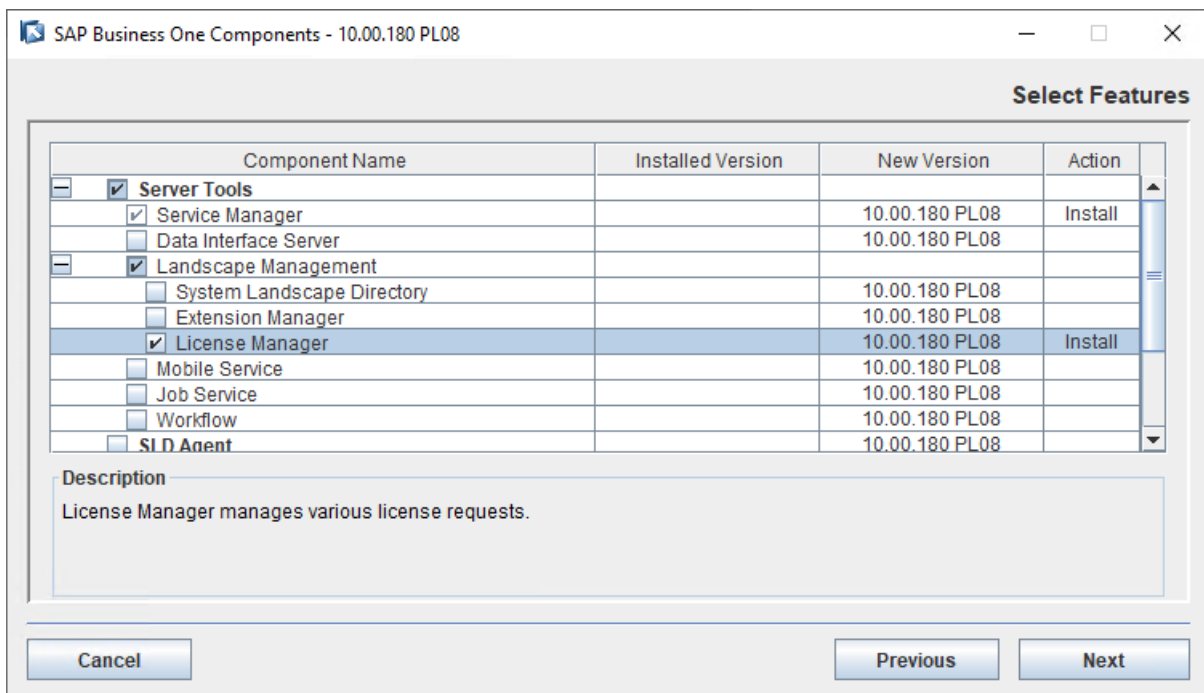 SAP Business One Components - 10.00.180 PL08
Select Features
Component Name Installed Version New Version Action
Server Tools
Service Manager 10.00.180 PL08 Install
Data Interface Server 10.00.180 PL08
Landscape Management
System Landscape Directory 10.00.180 PL08
Extension Manager 10.00.180 PL08
License Manager 10.00.180 PL08 Install
Mobile Service 10.00.180 PL08
Job Service 10.00.180 PL08
Workflow 10.00.180 PL08
SLD Agent 10.00.180 PL08
Description
License Manager manages various license requests.
Cancel Previous Next